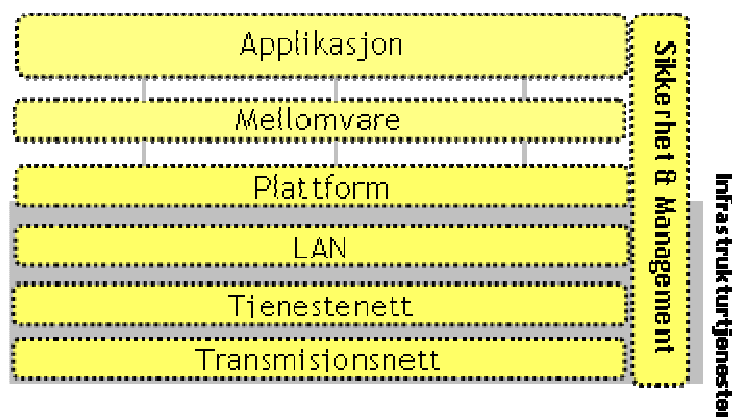 Applikasjon
Mellomvare
Plattform
LAN
Tjenestenett
Transmisjonsnett
Sikkerhet & Management
Infrastrukturtjenester